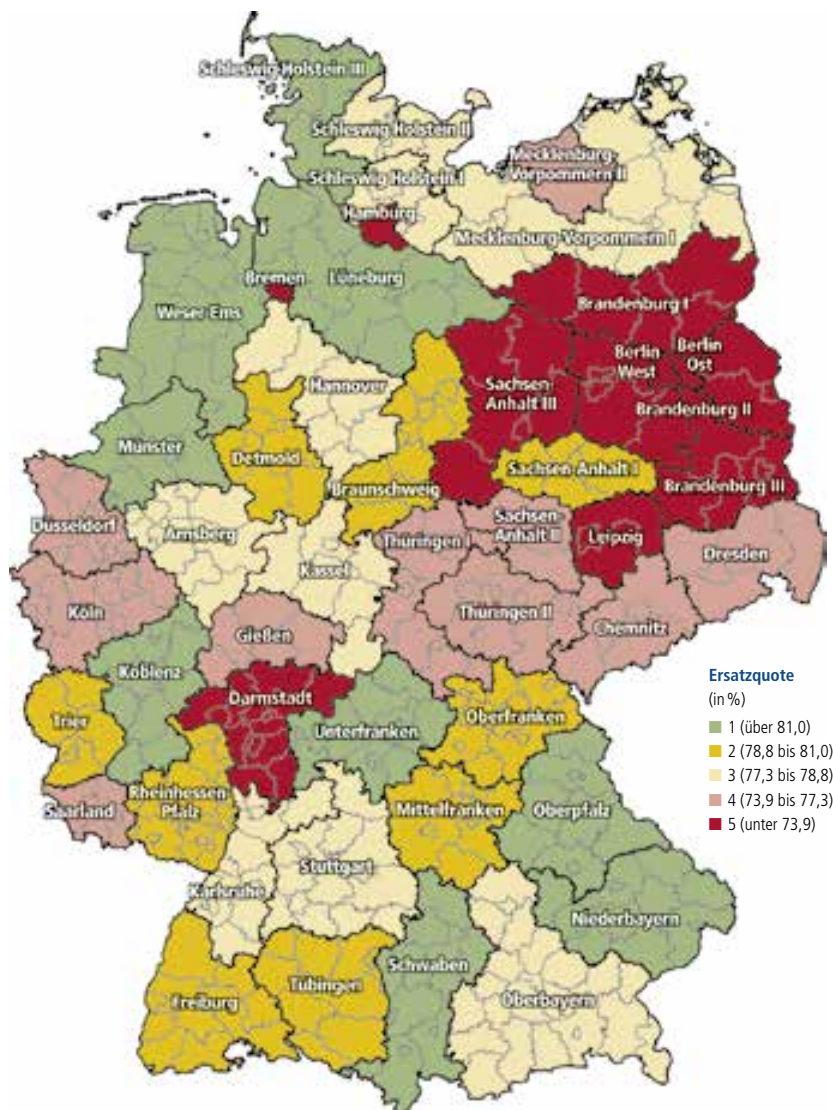 Schleswig-Holstein III
Schleswig Holstein II
Mecklenburg-
Vorpommern II
Schleswig Holstein I
Hamburg
Mecklenburg-Vorpommern I
Bremen
Lüneburg
Weser-Ems
Brandenburg I
Berlin
West
Berlin
Ost
Hannover
Sachsen-
Anhalt III
Brandenburg II
Münster
Detmold
Braunschweig
Sachsen-Anhalt I
Brandenburg III
Düsseldorf
Arnsberg
Kassel
Thüringen I
Sachsen-
Anhalt II
Leipzig
Dresden
Köln
Gießen
Thüringen II
Chemnitz
Koblenz
Darmstadt
Trier
Unterfranken
Oberfranken
Rheinhessen-
Pfalz
Saarland
Mittelfranken
Oberpfalz
Karlsruhe
Stuttgart
Niederbayern
Schwaben
Freiburg
Tübingen
Oberbayern
Ersatzquote
(in %)
1 (über 81,0)
2 (78,8 bis 81,0)
3 (77,3 bis 78,8)
4 (73,9 bis 77,3)
5 (unter 73,9)